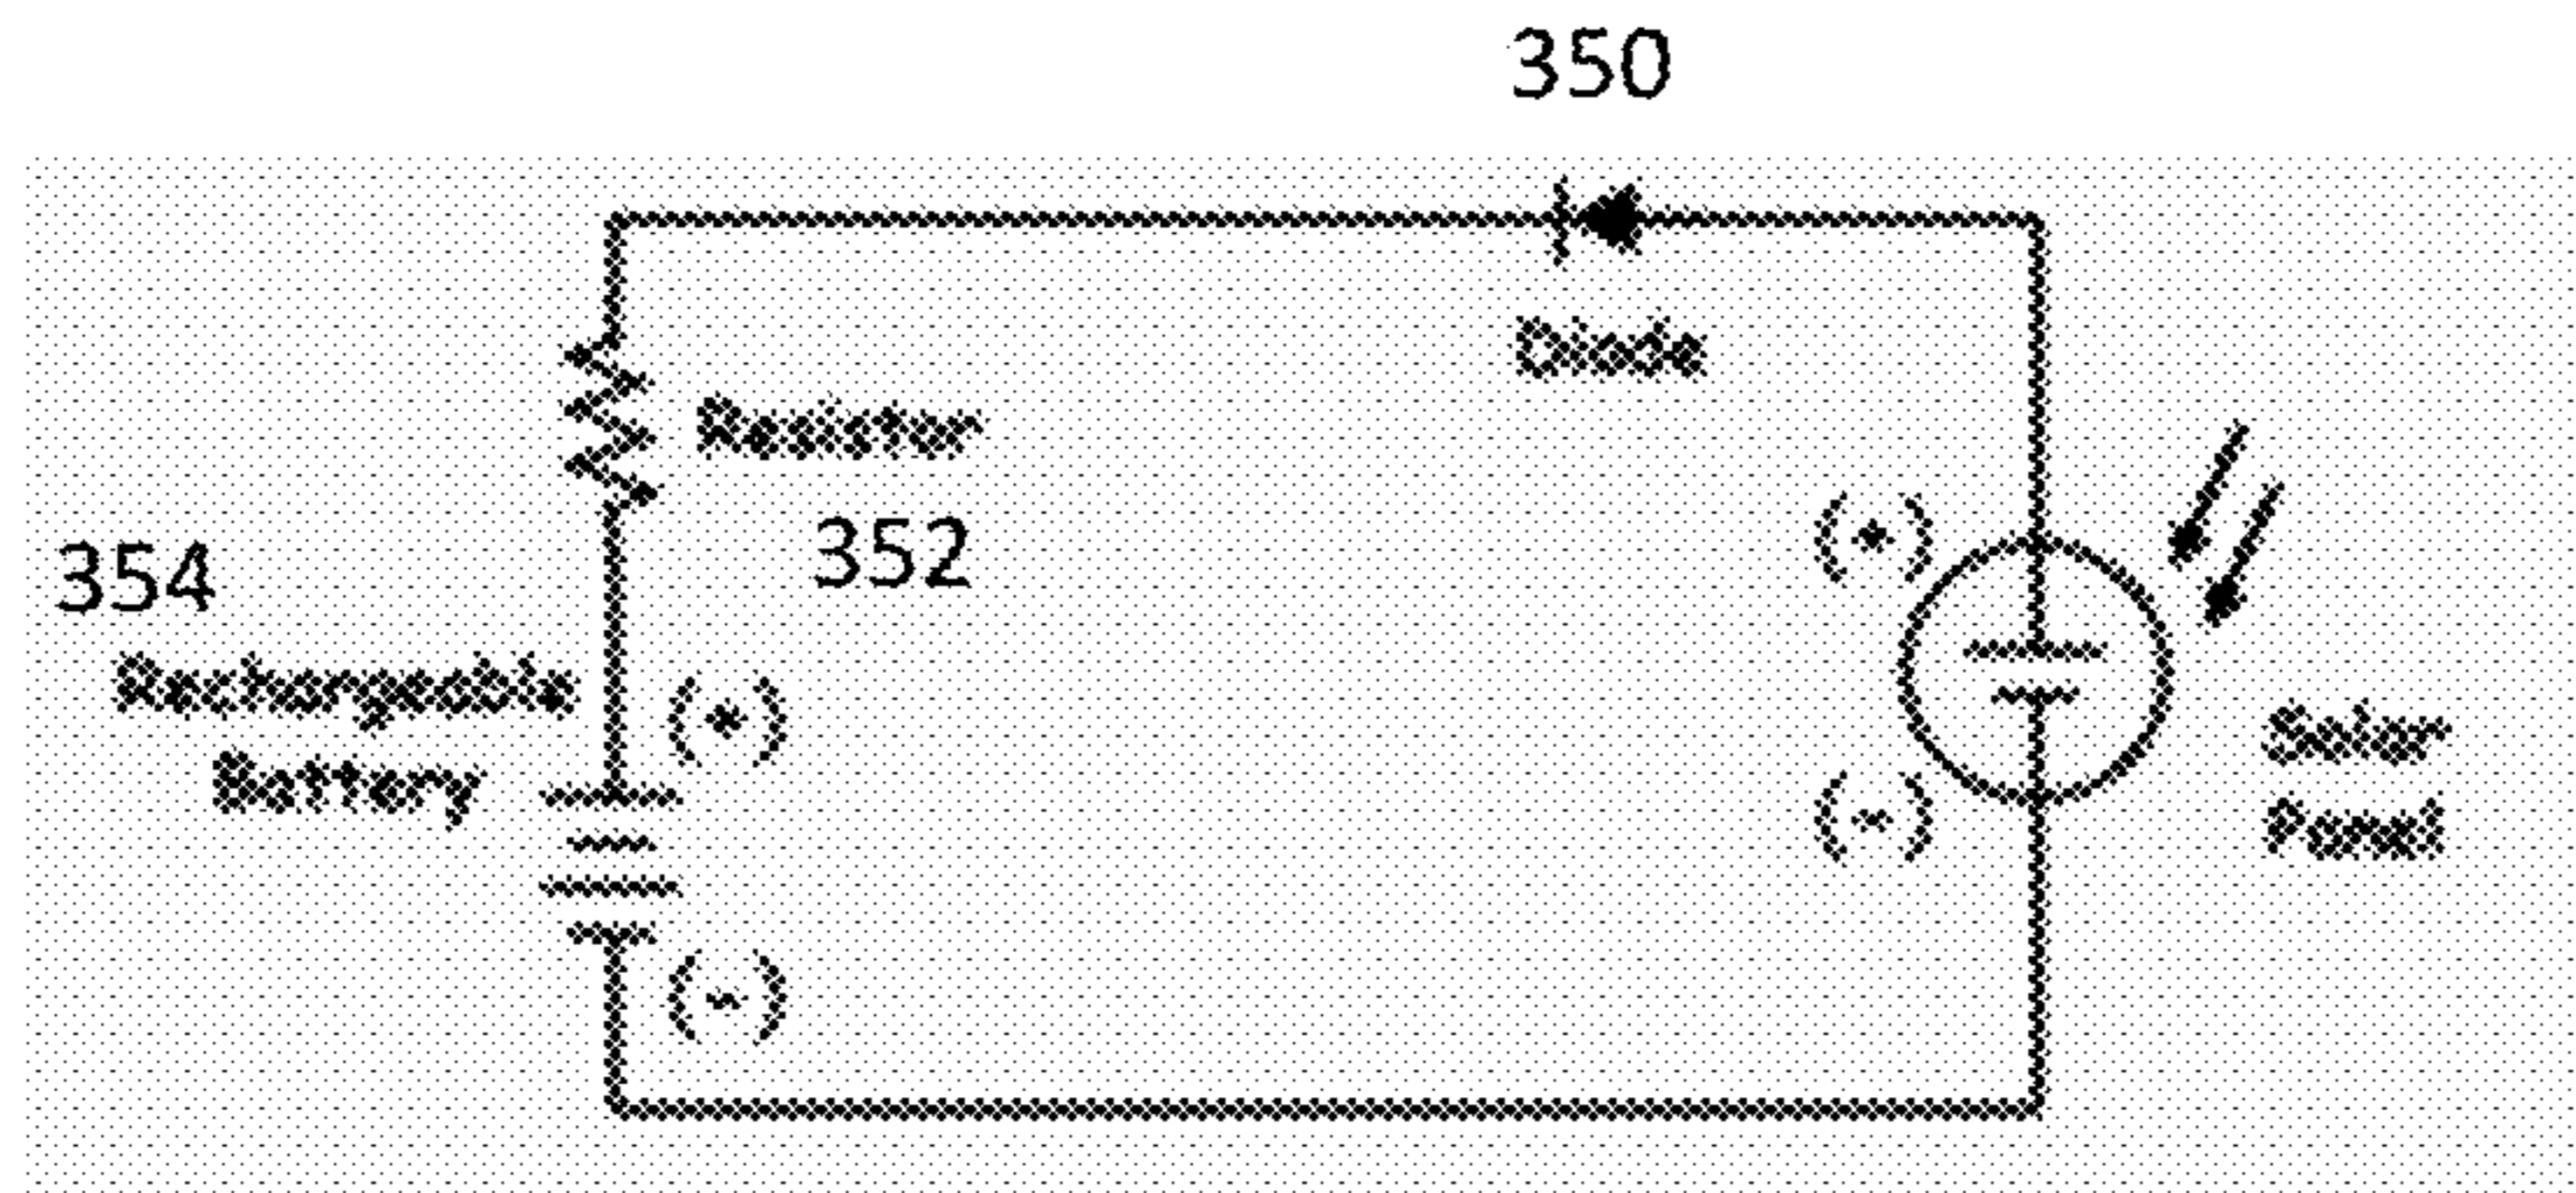 350
Diode
Resistor
352
354
Rechargeable
Battery
(+)
(-)
(+)
(-)
Solar
Panel